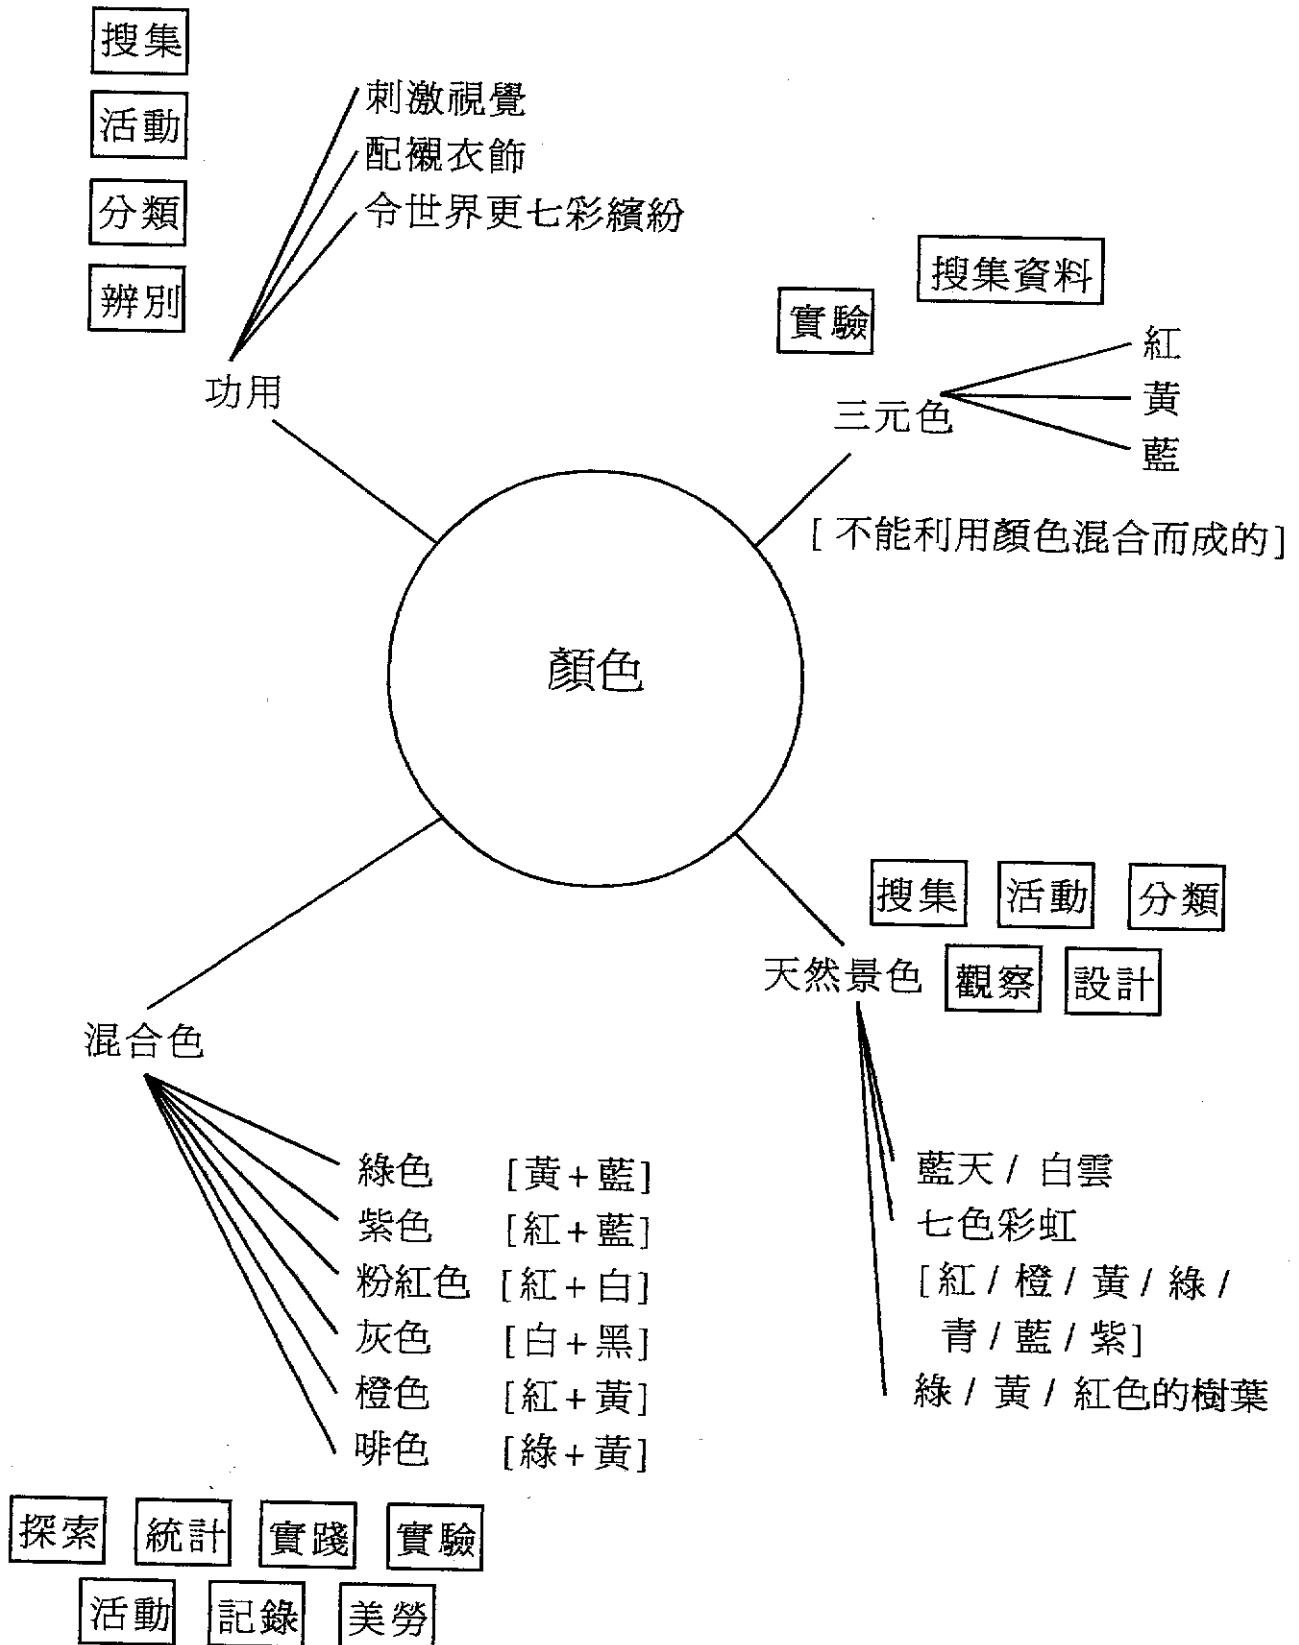 搜集
活動
分類
辨別
刺激視覺
配襯衣飾
令世界更七彩繽紛
功用
搜集資料
實驗
三元色
紅
黃
藍
[不能利用顏色混合而成的]
顏色
搜集 活動 分類
天然景色 觀察 設計
藍天 / 白雲
七色彩虹
[紅 / 橙 / 黃 / 綠 /
青 / 藍 / 紫]
綠 / 黃 / 紅色的樹葉
混合色
綠色 [黃+藍]
紫色 [紅+藍]
粉紅色 [紅+白]
灰色 [白+黑]
橙色 [紅+黃]
啡色 [綠+黃]
探索 統計 實踐 實驗
活動 記錄 美勞